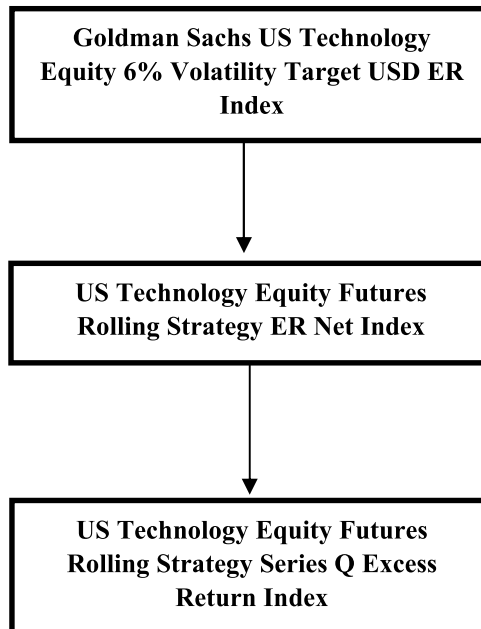 Goldman Sachs US Technology
Equity 6% Volatility Target USD ER
Index
US Technology Equity Futures
Rolling Strategy ER Net Index
US Technology Equity Futures
Rolling Strategy Series Q Excess
Return Index